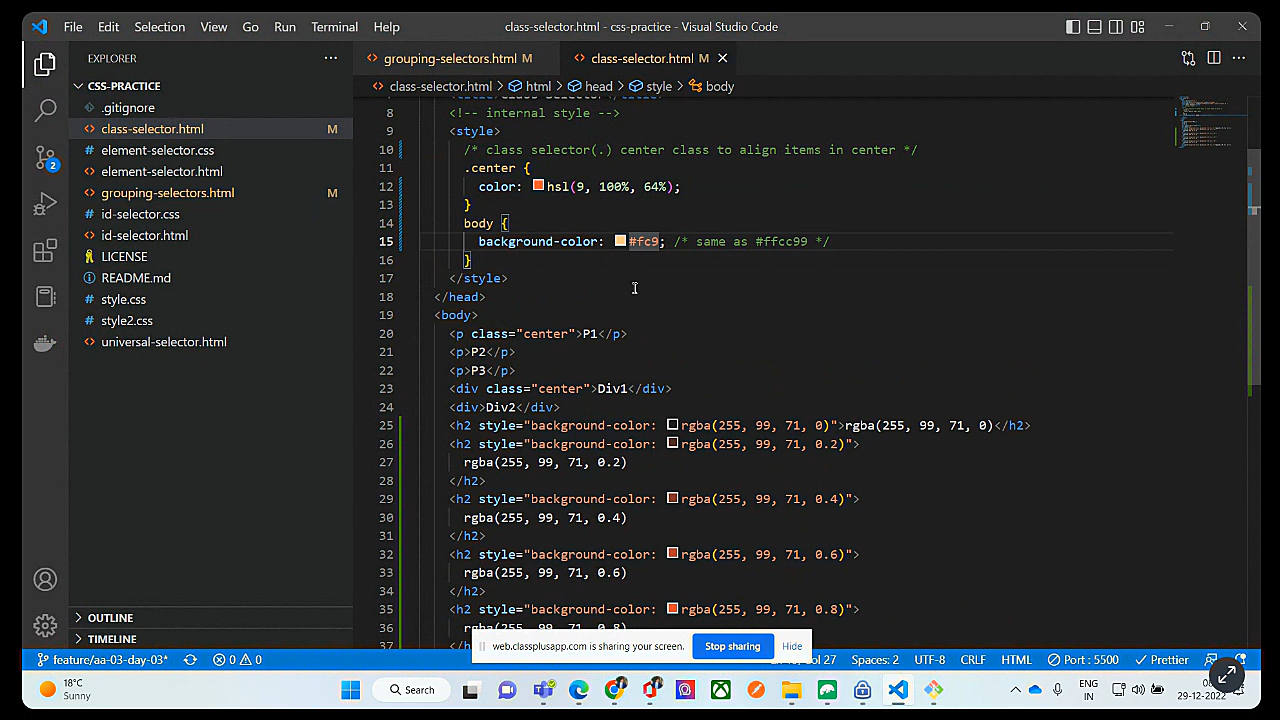 File Edit Selection View Go Run Terminal Help
class-selector.html - css-practice - Visual Studio Code
EXPLORER
CSS-PRACTICE
.gitignore
class-selector.html M
element-selector.css
element-selector.html
grouping-selectors.html M
id-selector.css
id-selector.html
LICENSE
README.md
style.css
style2.css
universal-selector.html
OUTLINE
TIMELINE
2
grouping-selectors.html M
class-selector.html M
class-selector.html > html > head > style > body
8 <!-- internal style -->
9 <style>
10 /* class selector(.) center class to align items in center */
11 .center {
12 color: hsl(9, 100%, 64%);
13 }
14 body {
15 background-color: #fc9; /* same as #ffcc99 */
16 }
17 </style>
18 </head>
19 <body>
20 <p class="center">P1</p>
21 <p>P2</p>
22 <p>P3</p>
23 <div class="center">Div1</div>
24 <div>Div2</div>
25 <h2 style="background-color: rgba(255, 99, 71, 0)">rgba(255, 99, 71, 0)</h2>
26 <h2 style="background-color: rgba(255, 99, 71, 0.2)">
27 rgba(255, 99, 71, 0.2)
28 </h2>
29 <h2 style="background-color: rgba(255, 99, 71, 0.4)">
30 rgba(255, 99, 71, 0.4)
31 </h2>
32 <h2 style="background-color: rgba(255, 99, 71, 0.6)">
33 rgba(255, 99, 71, 0.6)
34 </h2>
35 <h2 style="background-color: rgba(255, 99, 71, 0.8)">
36 rgba(255, 99, 71, 0.8)
37
web.classplusapp.com is sharing your screen. Stop sharing Hide
feature/aa-03-day-03* 0 0 Col 27 Spaces: 2 UTF-8 CRLF HTML Port : 5500 Prettier
18°C
Sunny
Search
ENG
IN
29-12-2022